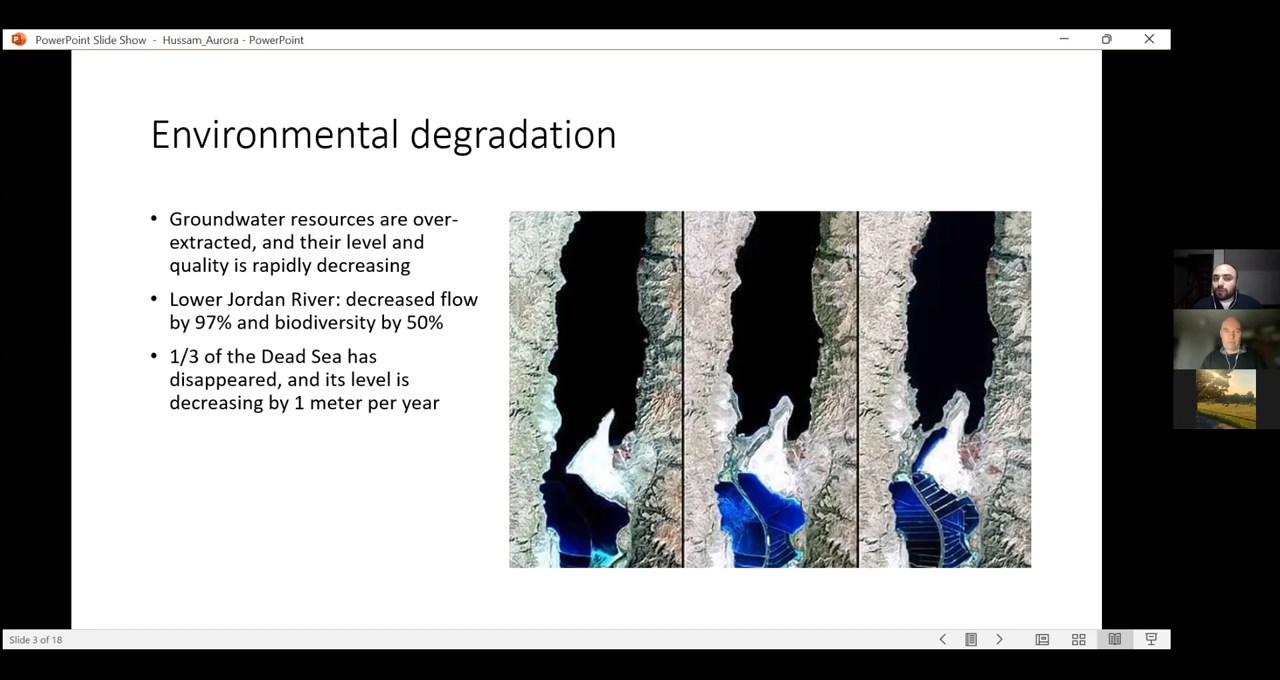 PowerPoint Slide Show - Hussam_Aurora - PowerPoint
Environmental degradation
• Groundwater resources are over-
extracted, and their level and
quality is rapidly decreasing
• Lower Jordan River: decreased flow
by 97% and biodiversity by 50%
• 1/3 of the Dead Sea has
disappeared, and its level is
decreasing by 1 meter per year
Slide 3 of 18